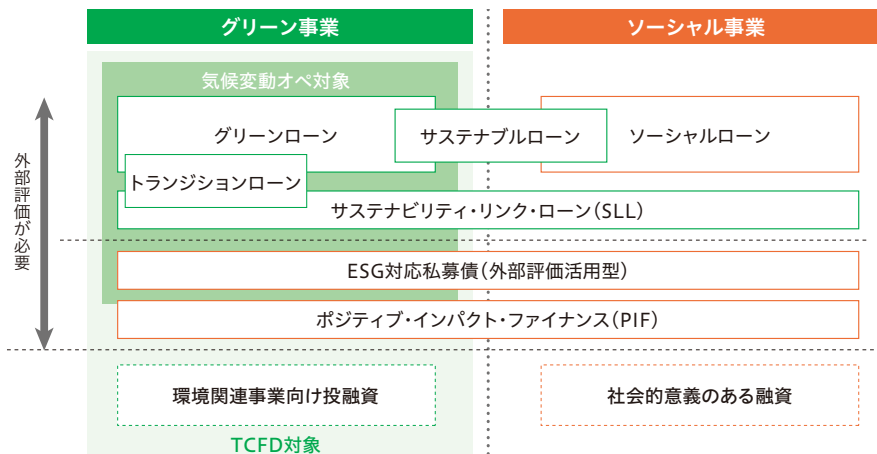 グリーン事業
ソーシャル事業
気候変動オペ対象
グリーンローン
サステナブルローン
ソーシャルローン
トランジションローン
サステナビリティ・リンク・ローン(SLL)
外部評価が必要
ESG対応私募債(外部評価活用型)
ポジティブ・インパクト・ファイナンス(PIF)
環境関連事業向け投融資
社会的意義のある融資
TCFD対象